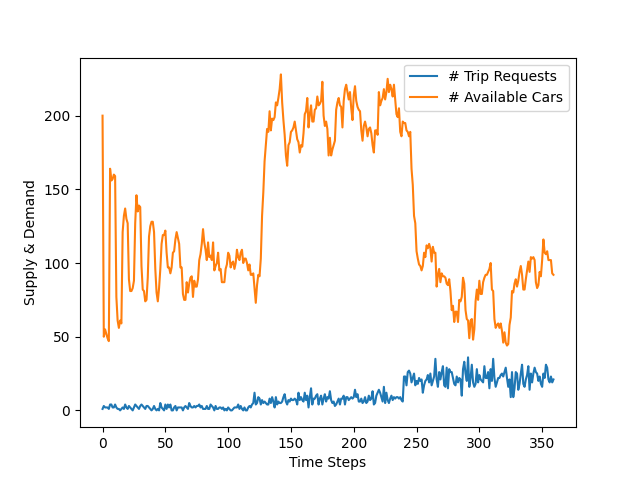 # Trip Requests
# Available Cars
Supply & Demand
200
150
100
50
0
0 50 100 150 200 250 300 350
Time Steps